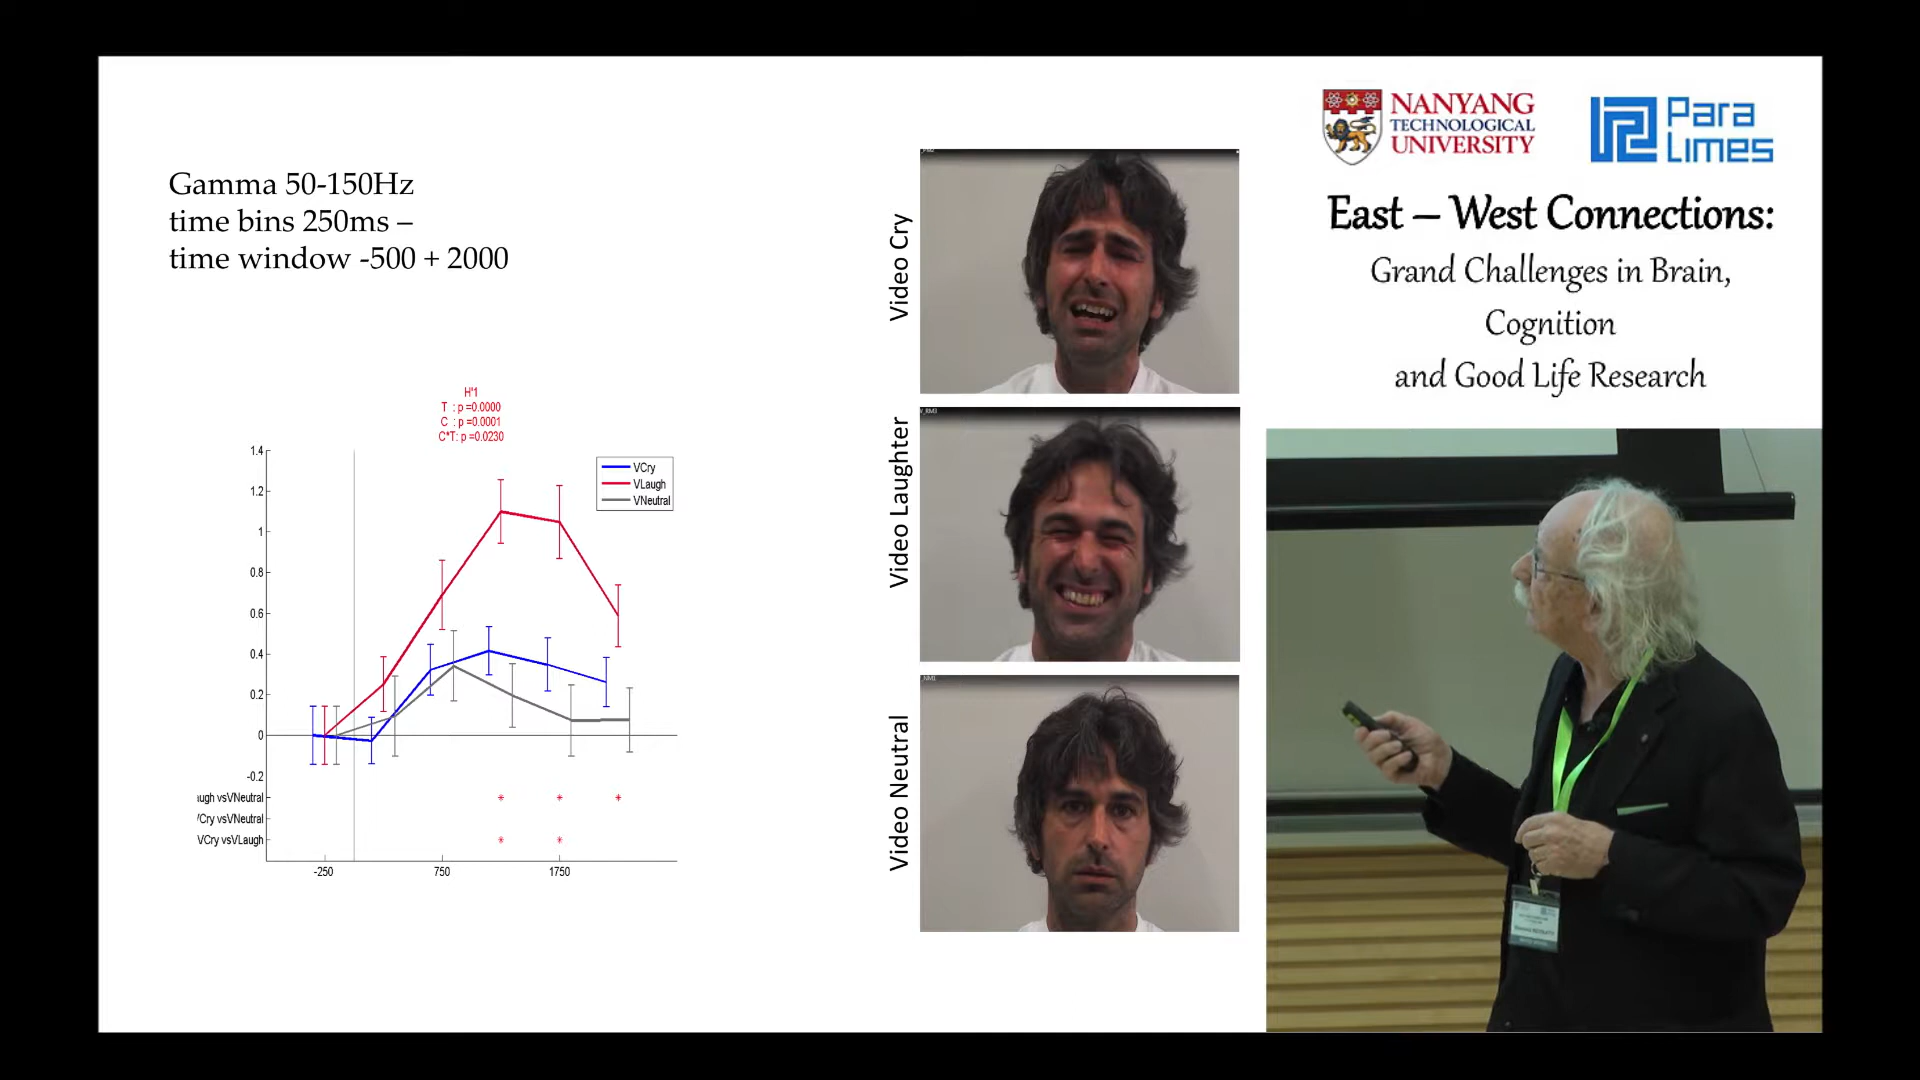 Gamma 50-150Hz
time bins 250ms –
time window -500 + 2000
H'1
T : p =0.0000
C : p =0.0001
C*T: p =0.0230
1.4
1.2
1
0.8
0.6
0.4
0.2
0
-0.2
VCry
VLaugh
VNeutral
augh vsVNeutral
VCry vsVNeutral
VCry vsVLaugh
-250
750
1750
Video Cry
Video Laughter
Video Neutral
NANYANG
TECHNOLOGICAL
UNIVERSITY
Para
Limes
East – West Connections:
Grand Challenges in Brain,
Cognition
and Good Life Research